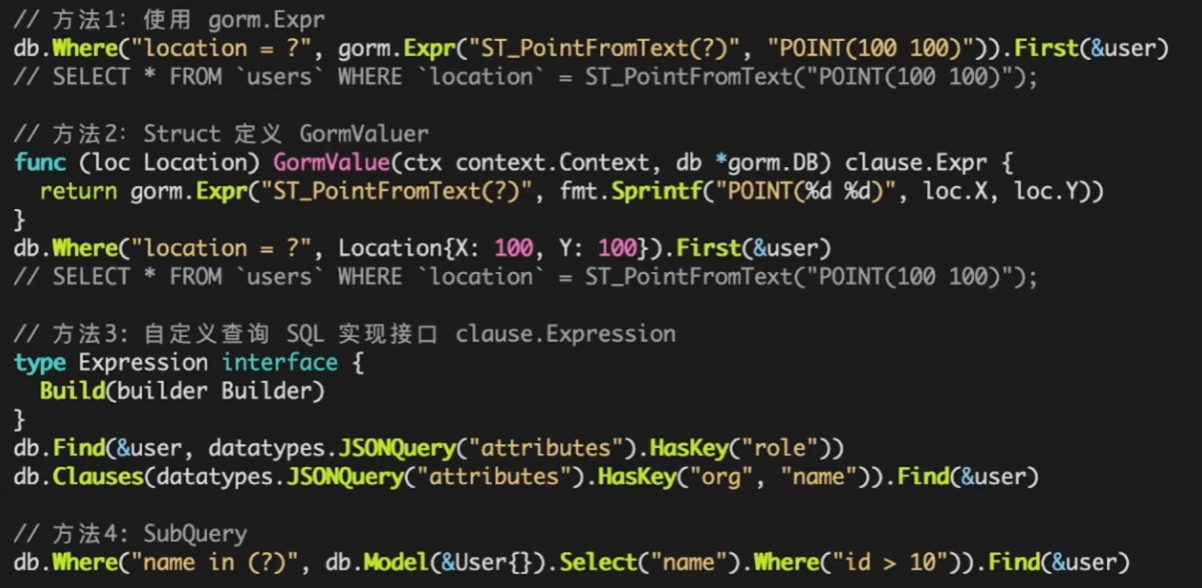 // 方法1: 使用 gorm.Expr
db.Where("location = ?", gorm.Expr("ST_PointFromText(?)", "POINT(100 100)")).First(&user)
// SELECT * FROM `users` WHERE `location` = ST_PointFromText("POINT(100 100)");
// 方法2: Struct 定义 GormValuer
func (loc Location) GormValue(ctx context.Context, db *gorm.DB) clause.Expr {
  return gorm.Expr("ST_PointFromText(?)", fmt.Sprintf("POINT(%d %d)", loc.X, loc.Y))
}
db.Where("location = ?", Location{X: 100, Y: 100}).First(&user)
// SELECT * FROM `users` WHERE `location` = ST_PointFromText("POINT(100 100)");
// 方法3: 自定义查询 SQL 实现接口 clause.Expression
type Expression interface {
  Build(builder Builder)
}
db.Find(&user, datatypes.JSONQuery("attributes").HasKey("role"))
db.Clauses(datatypes.JSONQuery("attributes").HasKey("org", "name")).Find(&user)
// 方法4: SubQuery
db.Where("name in (?)", db.Model(&User{}).Select("name").Where("id > 10")).Find(&user)